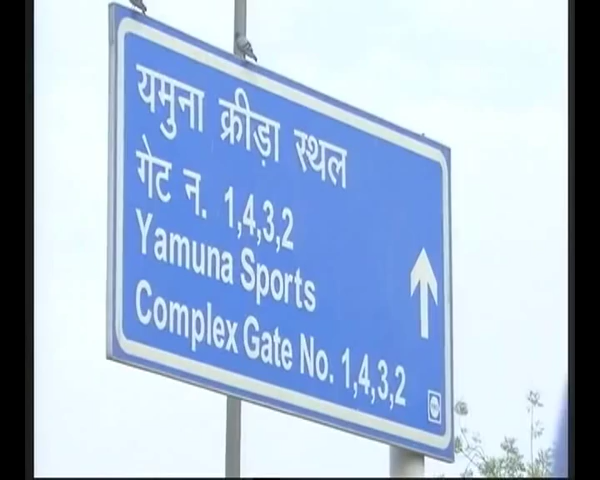 यमुना क्रीड़ा स्थल
गेट न. 1,4,3,2
Yamuna Sports
Complex Gate No. 1,4,3,2